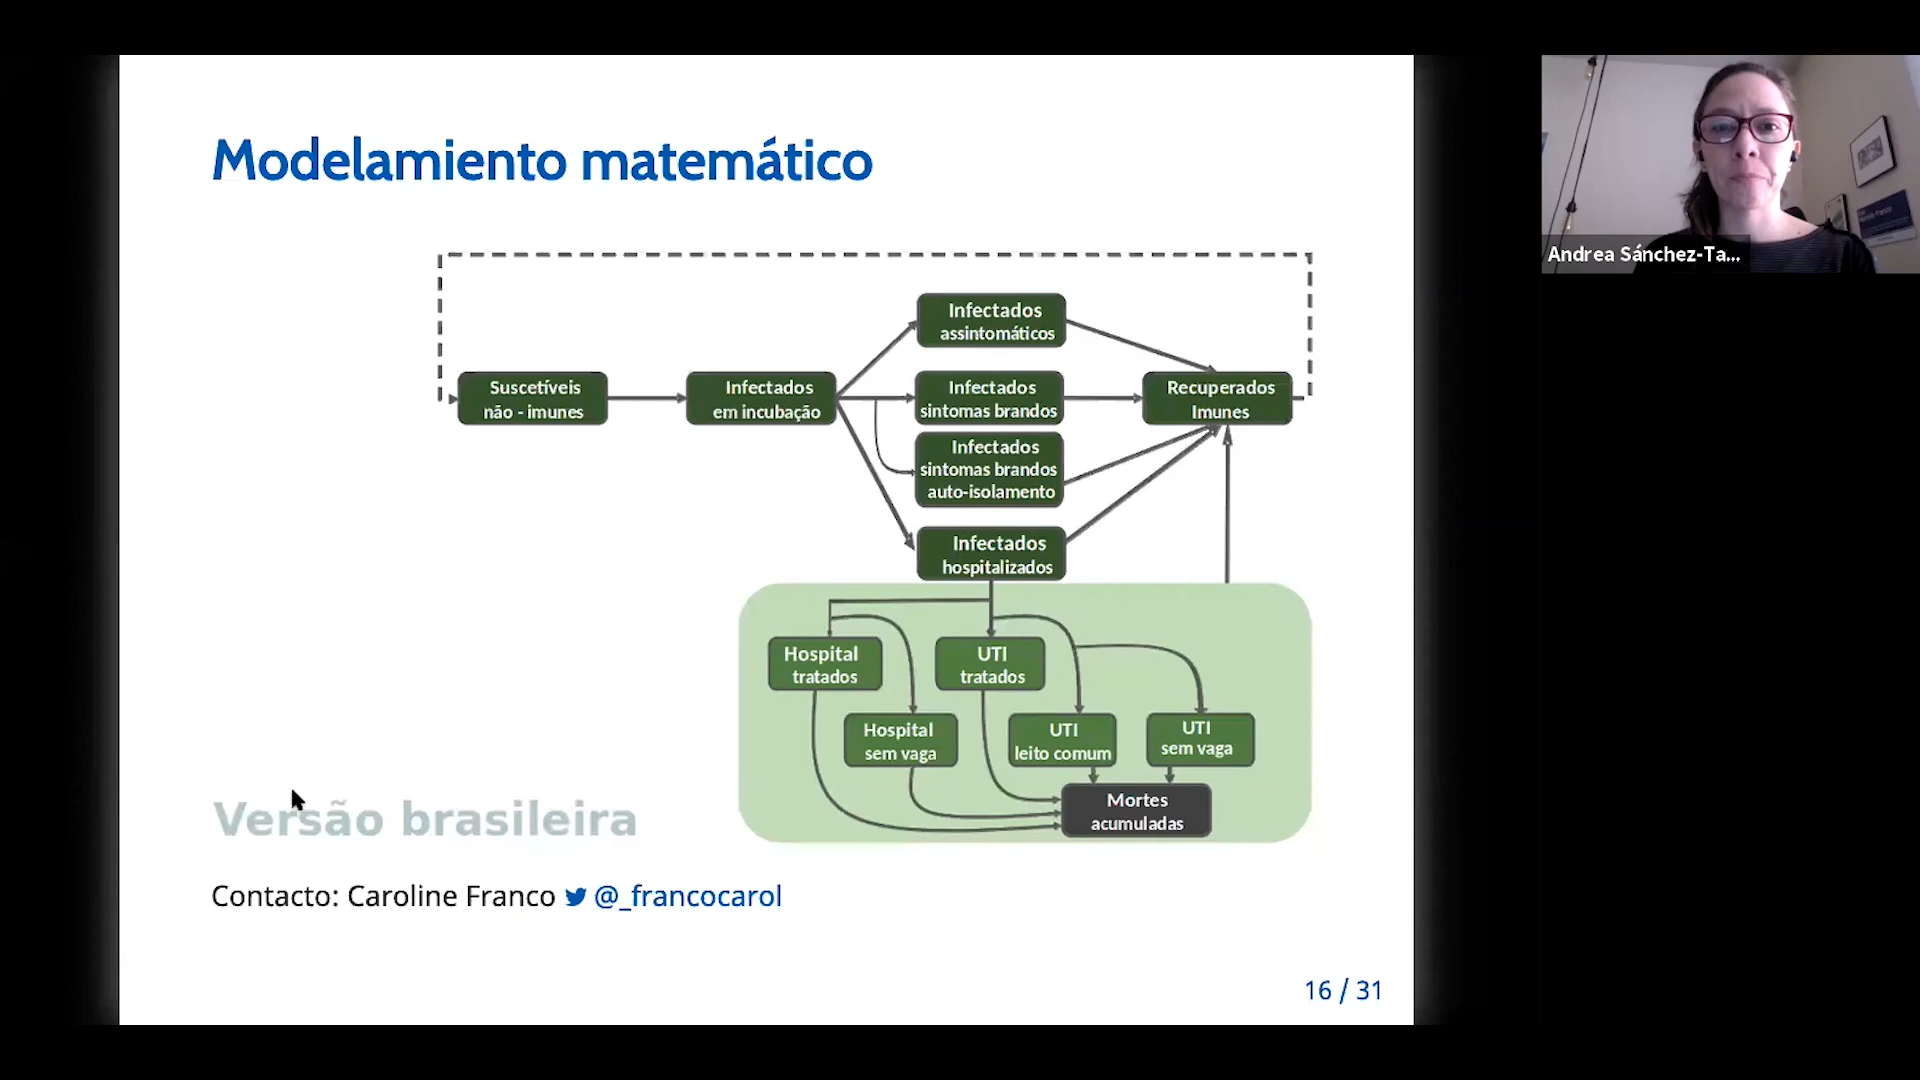 Modelamiento matemático
Andrea Sánchez-Ta...
Infectados
assintomáticos
Suscetíveis
não - imunes
Infectados
em incubação
Infectados
sintomas brandos
Recuperados
Imunes
Infectados
sintomas brandos
auto-isolamento
Infectados
hospitalizados
Hospital
tratados
UTI
tratados
Hospital
sem vaga
UTI
leito comum
UTI
sem vaga
Mortes
acumuladas
Versão brasileira
Contacto: Caroline Franco @_francocarol
16 / 31